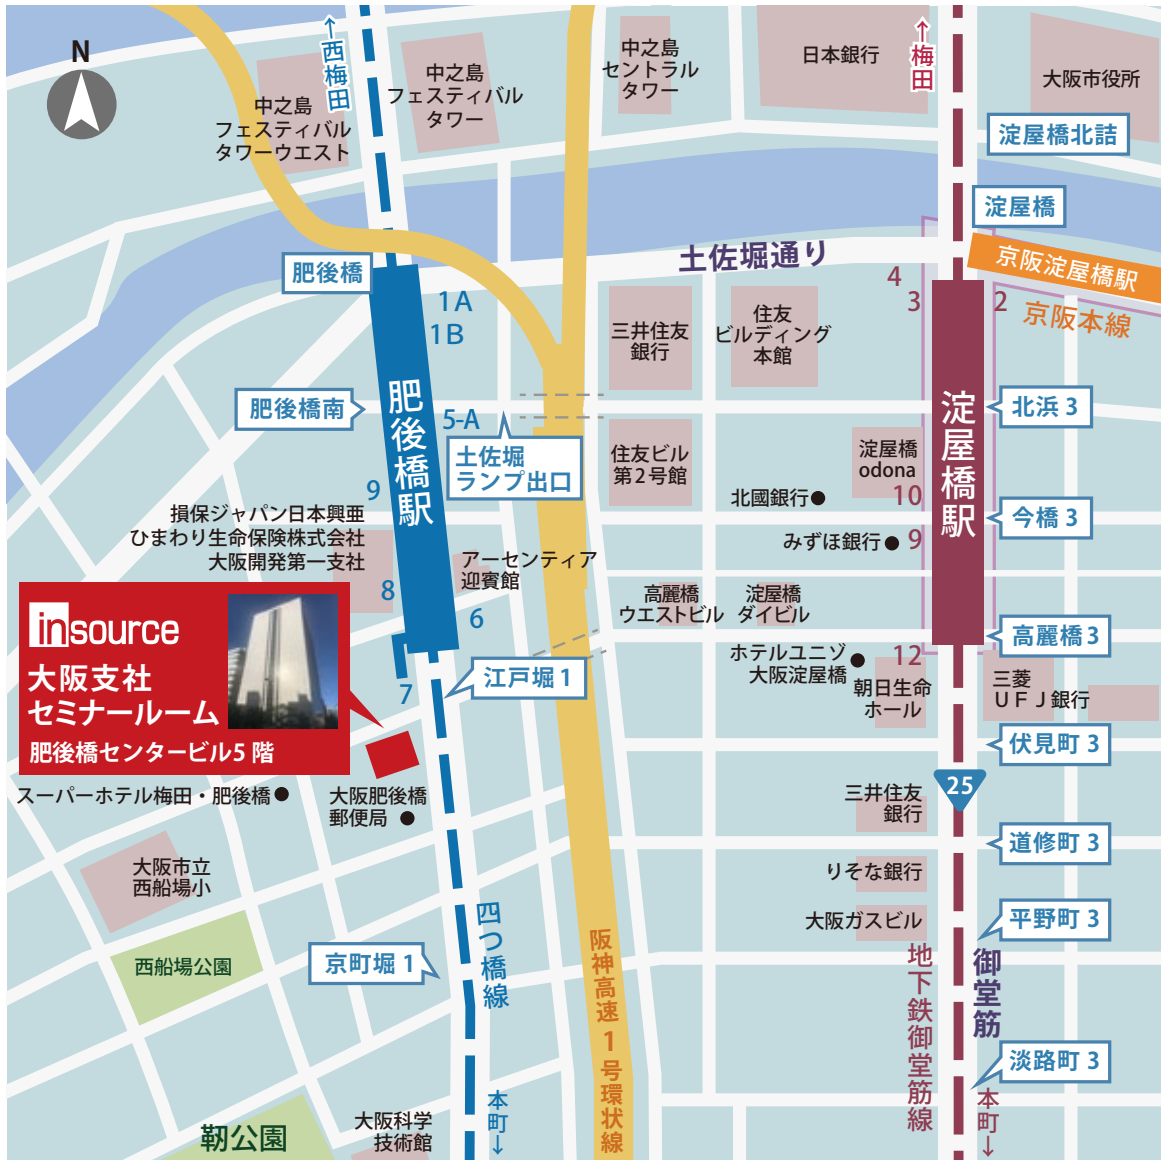 N
↑西梅田
中之島
フェスティバル
タワーウエスト
中之島
フェスティバル
タワー
中之島
セントラル
タワー
日本銀行
↑梅田
大阪市役所
淀屋橋北詰
淀屋橋
土佐堀通り
京阪淀屋橋駅
京阪本線
肥後橋
1A
1B
4
3
2
三井住友
銀行
住友
ビルディング
本館
肥後橋南
肥後橋駅
5-A
土佐堀
ランプ出口
淀屋橋駅
北浜 3
住友ビル
第2号館
淀屋橋
odona
10
9
北國銀行
今橋 3
損保ジャパン日本興亜
ひまわり生命保険株式会社
大阪開発第一支社
みずほ銀行
9
アーセンティア
迎賓館
8
6
高麗橋
ウエストビル
淀屋橋
ダイビル
高麗橋 3
insource
大阪支社
セミナールーム
肥後橋センタービル5 階
7
江戸堀 1
ホテルユニゾ
大阪淀屋橋
12
朝日生命
ホール
三菱
ＵＦＪ銀行
伏見町 3
25
スーパーホテル梅田・肥後橋
大阪肥後橋
郵便局
三井住友
銀行
道修町 3
大阪市立
西船場小
りそな銀行
大阪ガスビル
平野町 3
四つ橋線
阪神高速1号環状線
地下鉄御堂筋線
御堂筋
西船場公園
京町堀 1
淡路町 3
本町↓
本町↓
靭公園
大阪科学
技術館